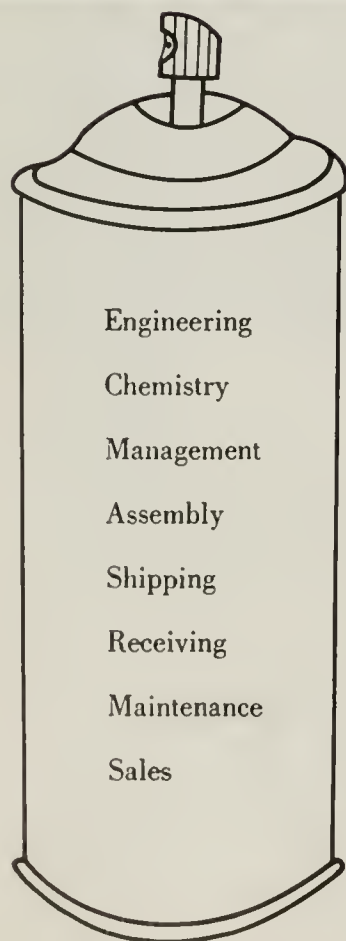 Engineering
Chemistry
Management
Assembly
Shipping
Receiving
Maintenance
Sales